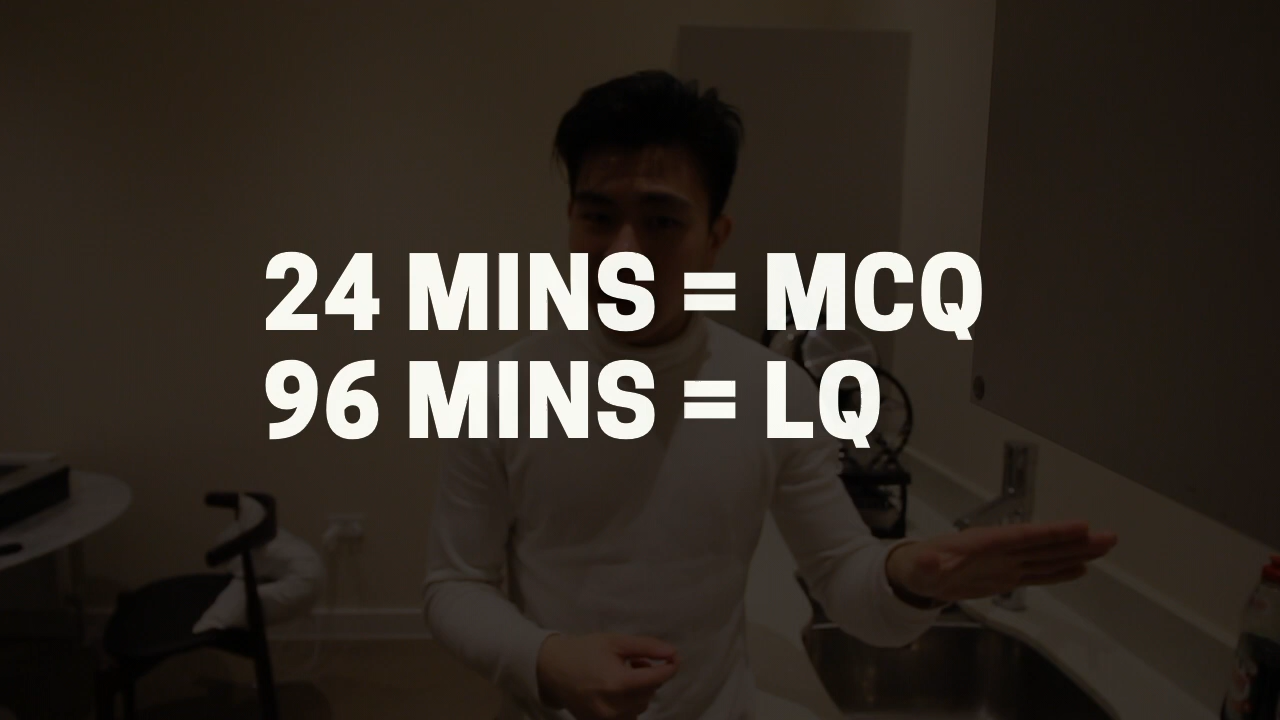 24 MINS = MCQ
96 MINS = LQ